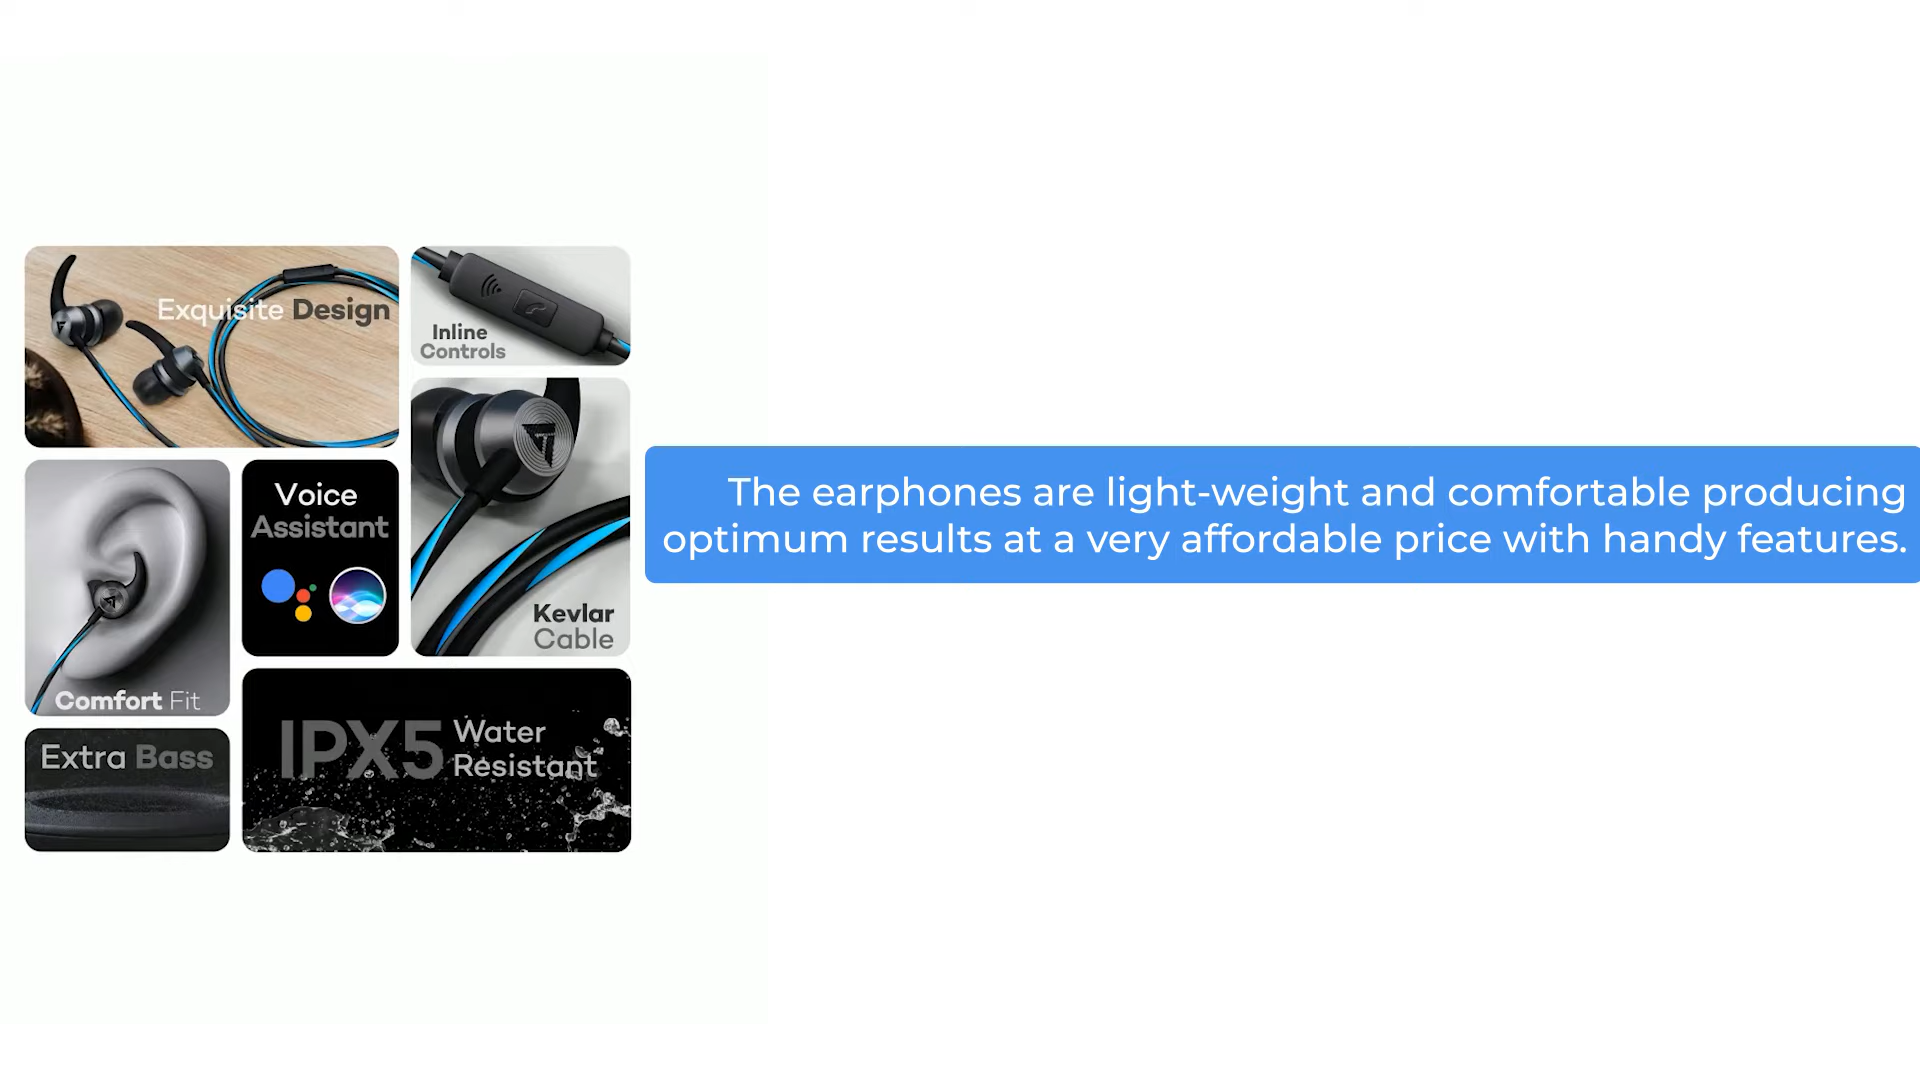 Exquisite Design
Inline
Controls
Kevlar
Cable
Voice
Assistant
Comfort Fit
Extra Bass
IPX5 Water
Resistant
The earphones are light-weight and comfortable producing
optimum results at a very affordable price with handy features.